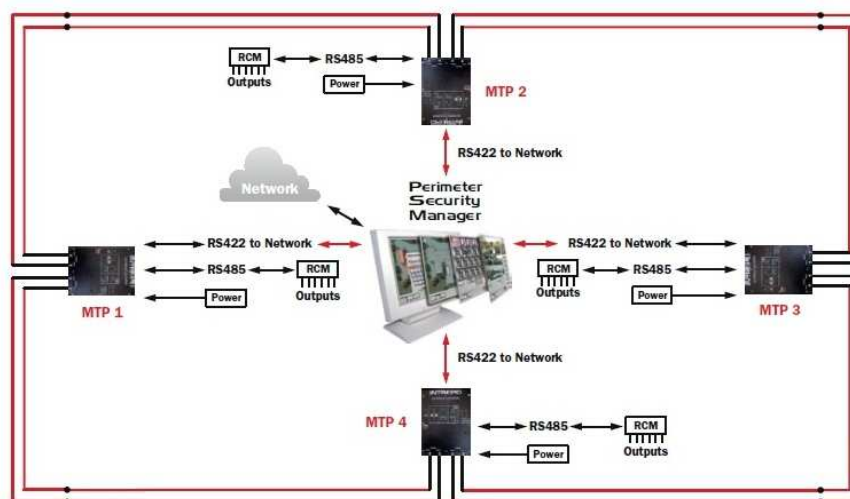 RCM
RS485
Outputs
Power
MTP 2
RS422 to Network
Network
Perimeter
Security
Manager
RS422 to Network
RS485
RCM
Outputs
Power
MTP 1
RS422 to Network
RCM
RS485
Outputs
Power
MTP 3
RS422 to Network
MTP 4
RS485
RCM
Power
Outputs